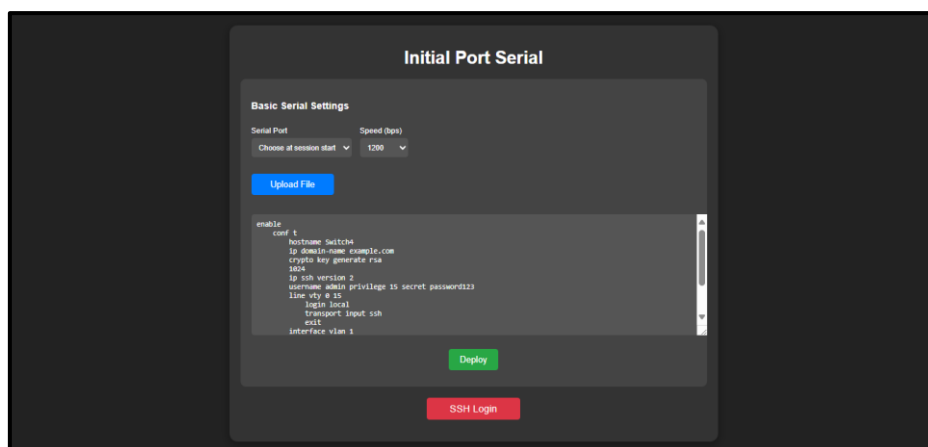 Initial Port Serial
Basic Serial Settings
Serial Port Speed (bps)
Choose at session start 1200
Upload File
enable
conf t
hostname Switch4
ip domain-name example.com
crypto key generate rsa
1024
ip ssh version 2
username admin privilege 15 secret password123
line vty 0 15
login local
transport input ssh
exit
interface vlan 1
Deploy
SSH Login